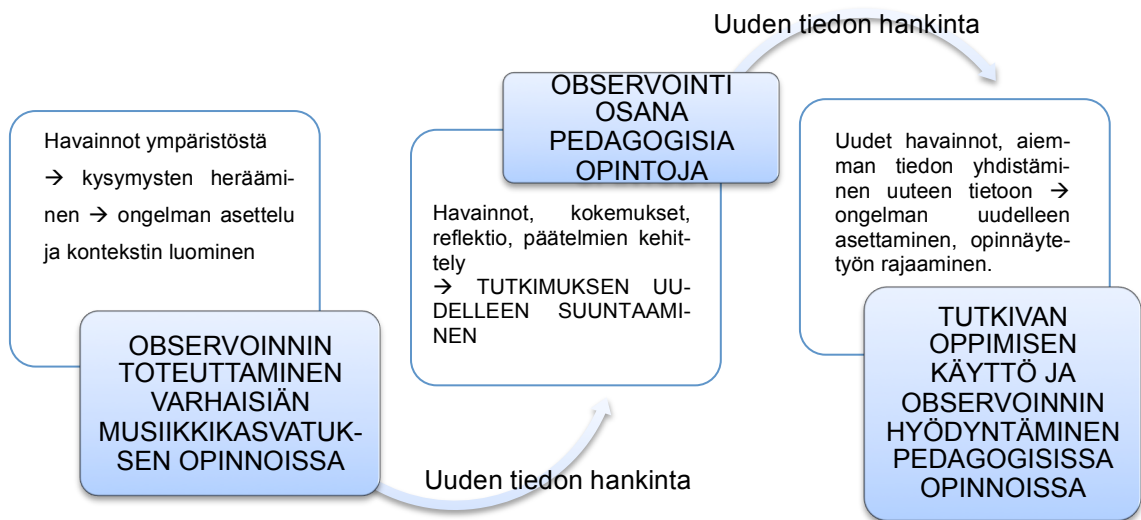 Havainnot ympäristöstä
→ kysymysten heräämi-
nen → ongelman asettelu
ja kontekstin luominen
OBSERVOINNIN
TOTEUTTAMINEN
VARHAISIÄN
MUSIIKKIKASVATUK-
SEN OPINNOISSA
Uuden tiedon hankinta
OBSERVOINTI
OSANA
PEDAGOGISIA
OPINTOJA
Havainnot, kokemukset,
reflektio, päätelmien kehit-
tely
→ TUTKIMUKSEN UU-
DELLEEN SUUNTAAMI-
NEN
Uuden tiedon hankinta
Uudet havainnot, aiem-
man tiedon yhdistämi-
nen uuteen tietoon →
ongelman uudelleen
asettaminen, opinnäyte-
työn rajaaminen.
TUTKIVAN
OPPIMISEN
KÄYTTÖ JA
OBSERVOINNIN
HYÖDYNTÄMINEN
PEDAGOGISISSA
OPINNOISSA